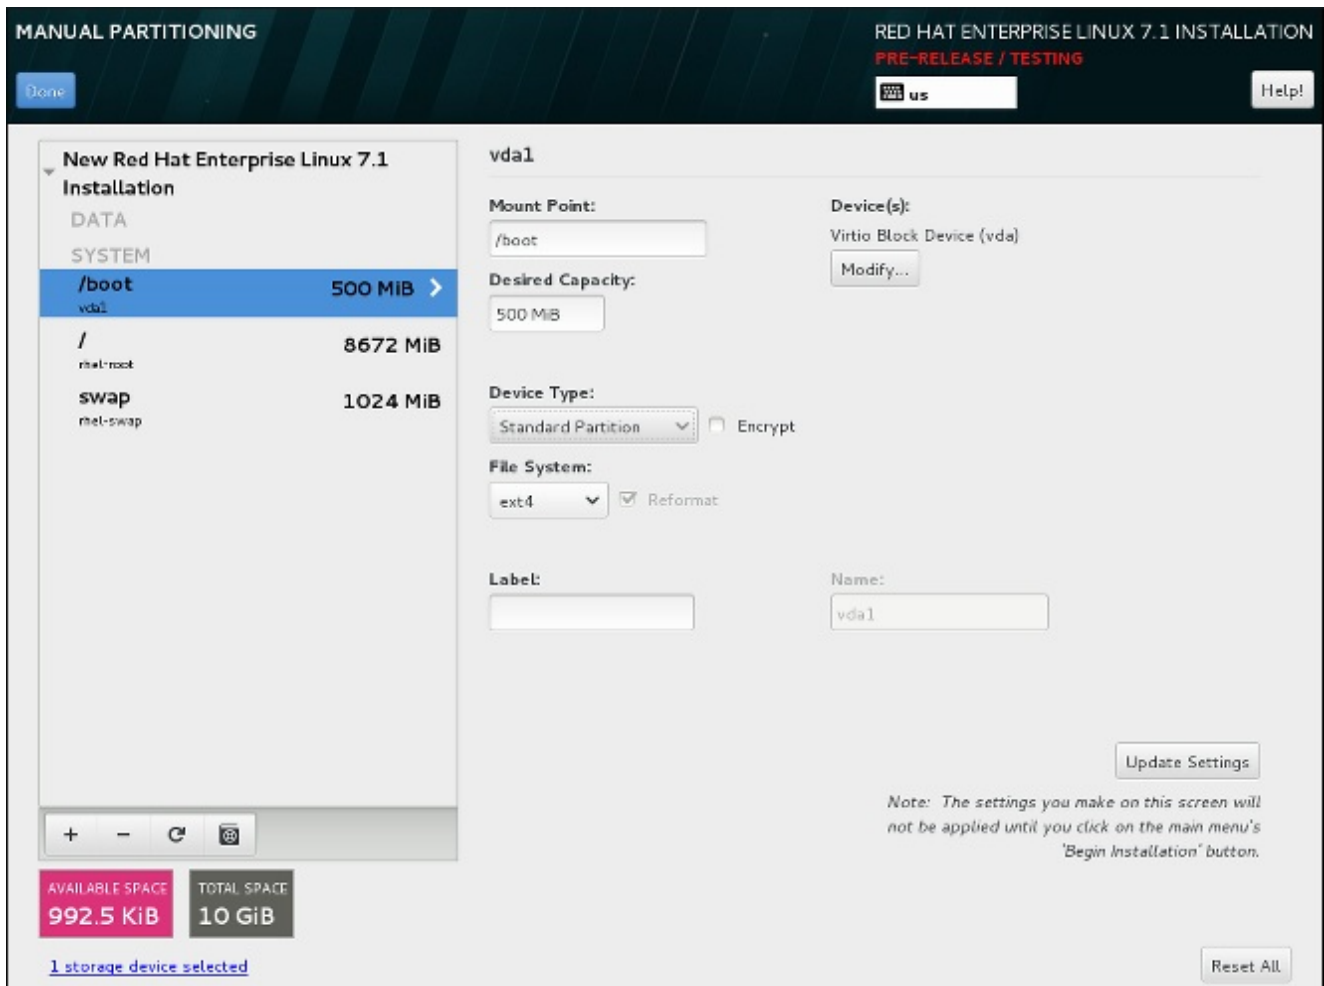 MANUAL PARTITIONING
RED HAT ENTERPRISE LINUX 7.1 INSTALLATION
PRE-RELEASE / TESTING
Done
us
Help!
New Red Hat Enterprise Linux 7.1
Installation
DATA
SYSTEM
/boot
500 MiB
vda1
/
8672 MiB
rhel-root
swap
1024 MiB
rhel-swap
vda1
Mount Point:
/boot
Desired Capacity:
500 MiB
Device(s):
Virtio Block Device (vda)
Modify...
Device Type:
Standard Partition
Encrypt
File System:
ext4
Reformat
Label:
Name:
vda1
Update Settings
Note: The settings you make on this screen will
not be applied until you click on the main menu's
'Begin Installation' button.
+ −
AVAILABLE SPACE
992.5 KiB
TOTAL SPACE
10 GiB
1 storage device selected
Reset All